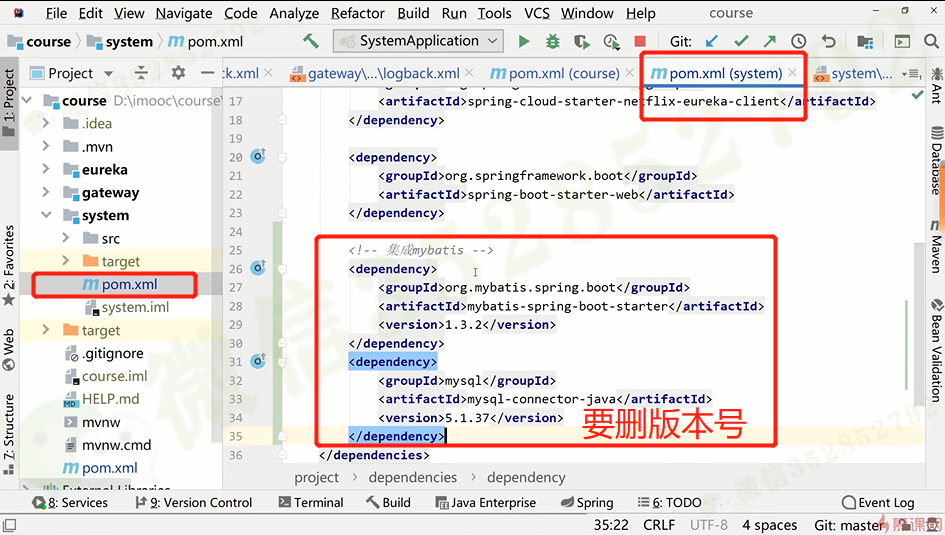 File Edit View Navigate Code Analyze Refactor Build Run Tools VCS Window Help course
course system pom.xml SystemApplication Git:
Project ck.xml gateway\...\logback.xml pom.xml (course) pom.xml (system) system\...
course D:\imooc\course
.idea
.mvn
eureka
gateway
system
src
target
pom.xml
system.iml
target
.gitignore
course.iml
HELP.md
mvnw
mvnw.cmd
pom.xml
External Libraries
1: Project
2: Favorites
Web
Z: Structure
17 <artifactId>spring-cloud-starter-netflix-eureka-client</artifactId>
18 </dependency>
19
20 <dependency>
21 <groupId>org.springframework.boot</groupId>
22 <artifactId>spring-boot-starter-web</artifactId>
23 </dependency>
24
25 <!-- 集成mybatis -->
26 <dependency>
27 <groupId>org.mybatis.spring.boot</groupId>
28 <artifactId>mybatis-spring-boot-starter</artifactId>
29 <version>1.3.2</version>
30 </dependency>
31 <dependency>
32 <groupId>mysql</groupId>
33 <artifactId>mysql-connector-java</artifactId>
34 <version>5.1.37</version>
35 </dependency>
36 </dependencies>
要删版本号
Ant
Database
Maven
Bean Validation
project dependencies dependency
8: Services 9: Version Control Terminal Build Java Enterprise Spring 6: TODO Event Log
35:22 CRLF UTF-8 4 spaces Git: master
慕课网